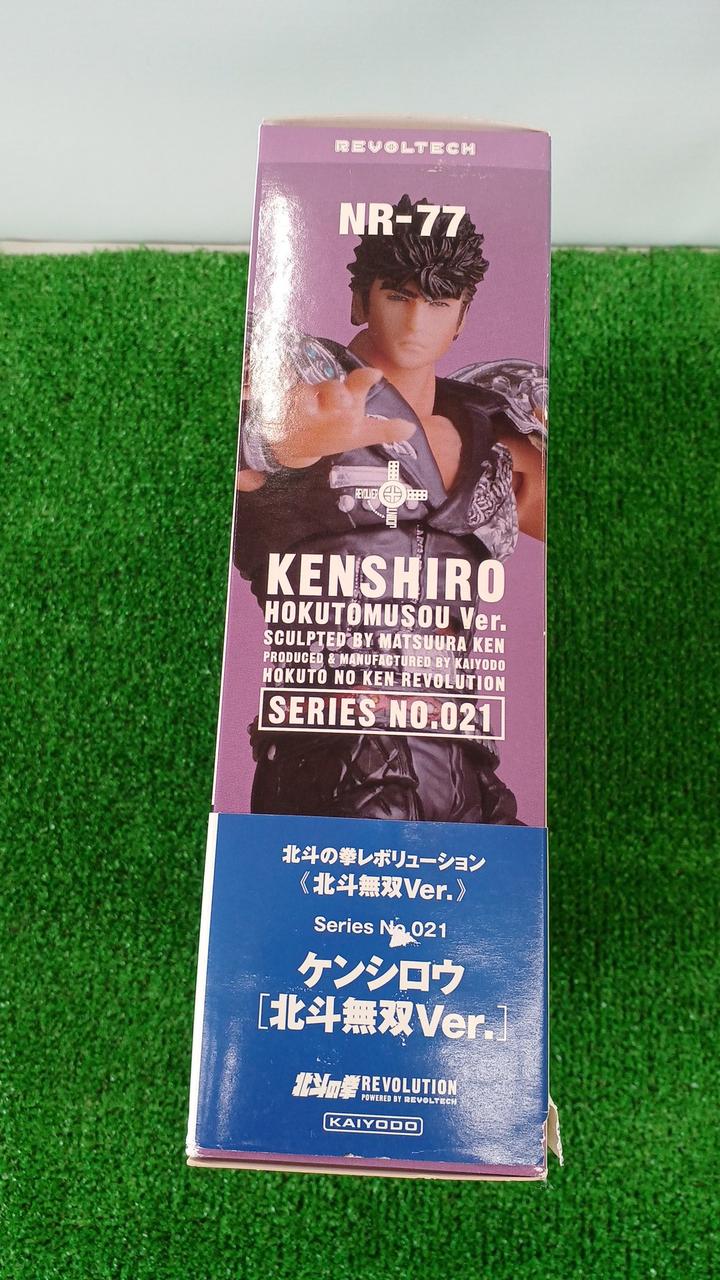 REVOLTECH
NR-77
REVOLVER
JOINT
KENSHIRO
HOKUTOMUSOU Ver.
SCULPTED BY MATSUURA KEN
PRODUCED & MANUFACTURED BY KAIYODO
HOKUTO NO KEN REVOLUTION
SERIES NO.021
北斗の拳レボリューション
《北斗無双Ver.》
Series No.021
ケンシロウ
[北斗無双Ver.]
北斗の拳 REVOLUTION
POWERED BY REVOLTECH
KAIYODO